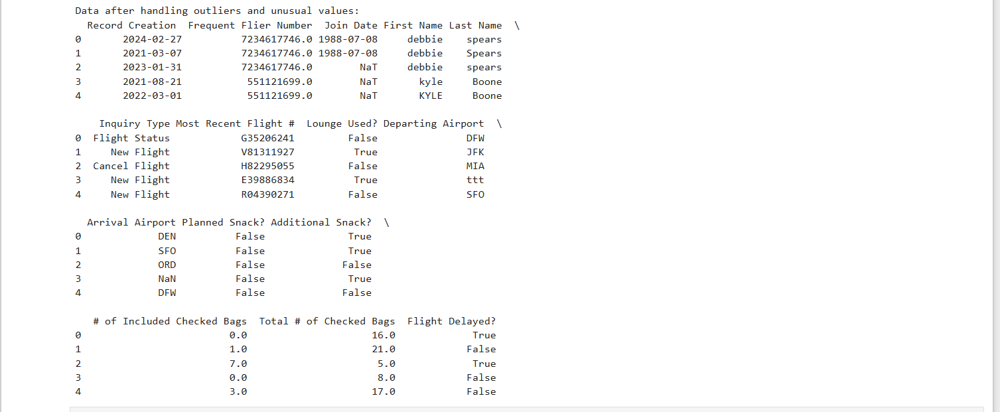 Data after handling outliers and unusual values:
  Record Creation  Frequent Flier Number  Join Date First Name Last Name  \
0      2024-02-27           7234617746.0 1988-07-08     debbie    spears
1      2021-03-07           7234617746.0 1988-07-08     debbie    Spears
2      2023-01-31           7234617746.0        NaT     debbie    spears
3      2021-08-21            551121699.0        NaT       kyle     Boone
4      2022-03-01            551121699.0        NaT       KYLE     Boone

    Inquiry Type Most Recent Flight #  Lounge Used? Departing Airport  \
0  Flight Status            G35206241         False               DFW
1     New Flight            V81311927          True               JFK
2  Cancel Flight            H82295055         False               MIA
3     New Flight            E39886834          True               ttt
4     New Flight            R04390271         False               SFO

  Arrival Airport Planned Snack? Additional Snack?  \
0             DEN          False              True
1             SFO          False              True
2             ORD          False             False
3             NaN          False              True
4             DFW          False             False

   # of Included Checked Bags  Total # of Checked Bags  Flight Delayed?
0                         0.0                     16.0             True
1                         1.0                     21.0            False
2                         7.0                      5.0             True
3                         0.0                      8.0            False
4                         3.0                     17.0            False